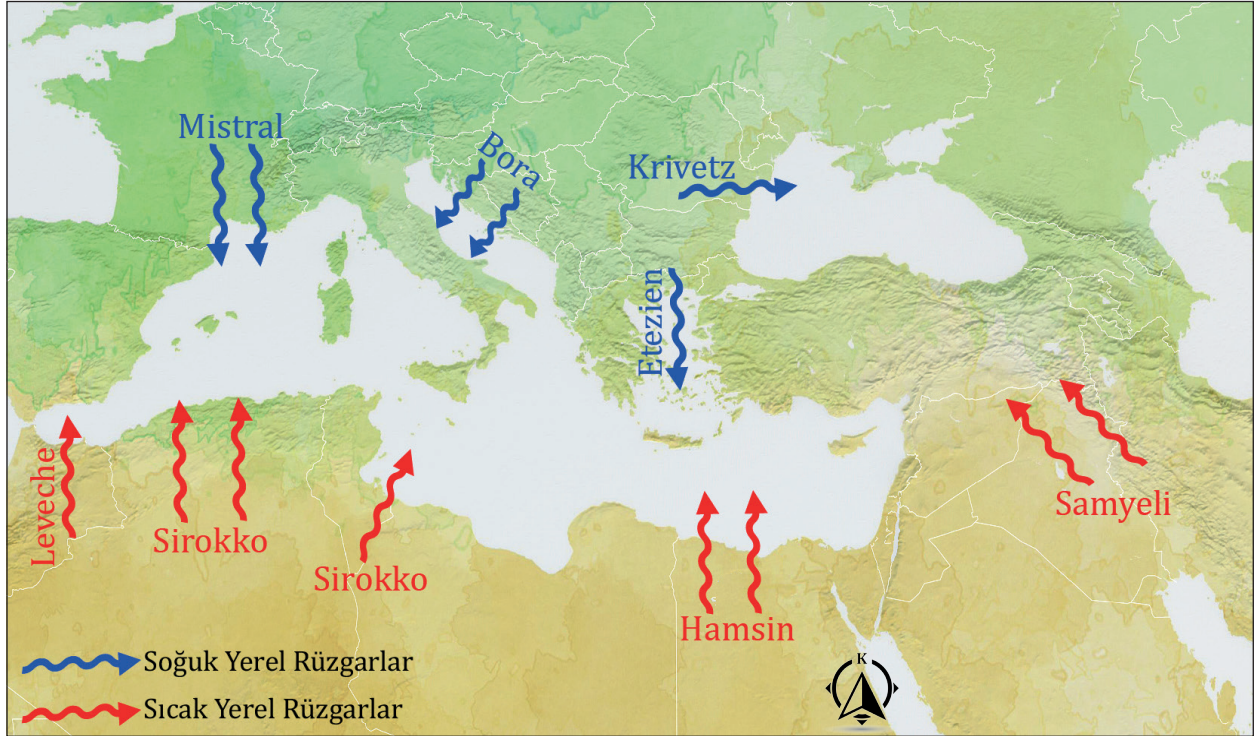 Mistral
Bora
Krivetz
Etezien
Leveche
Sirokko
Sirokko
Samyeli
Hamsin
K
Soğuk Yerel Rüzgarlar
Sıcak Yerel Rüzgarlar